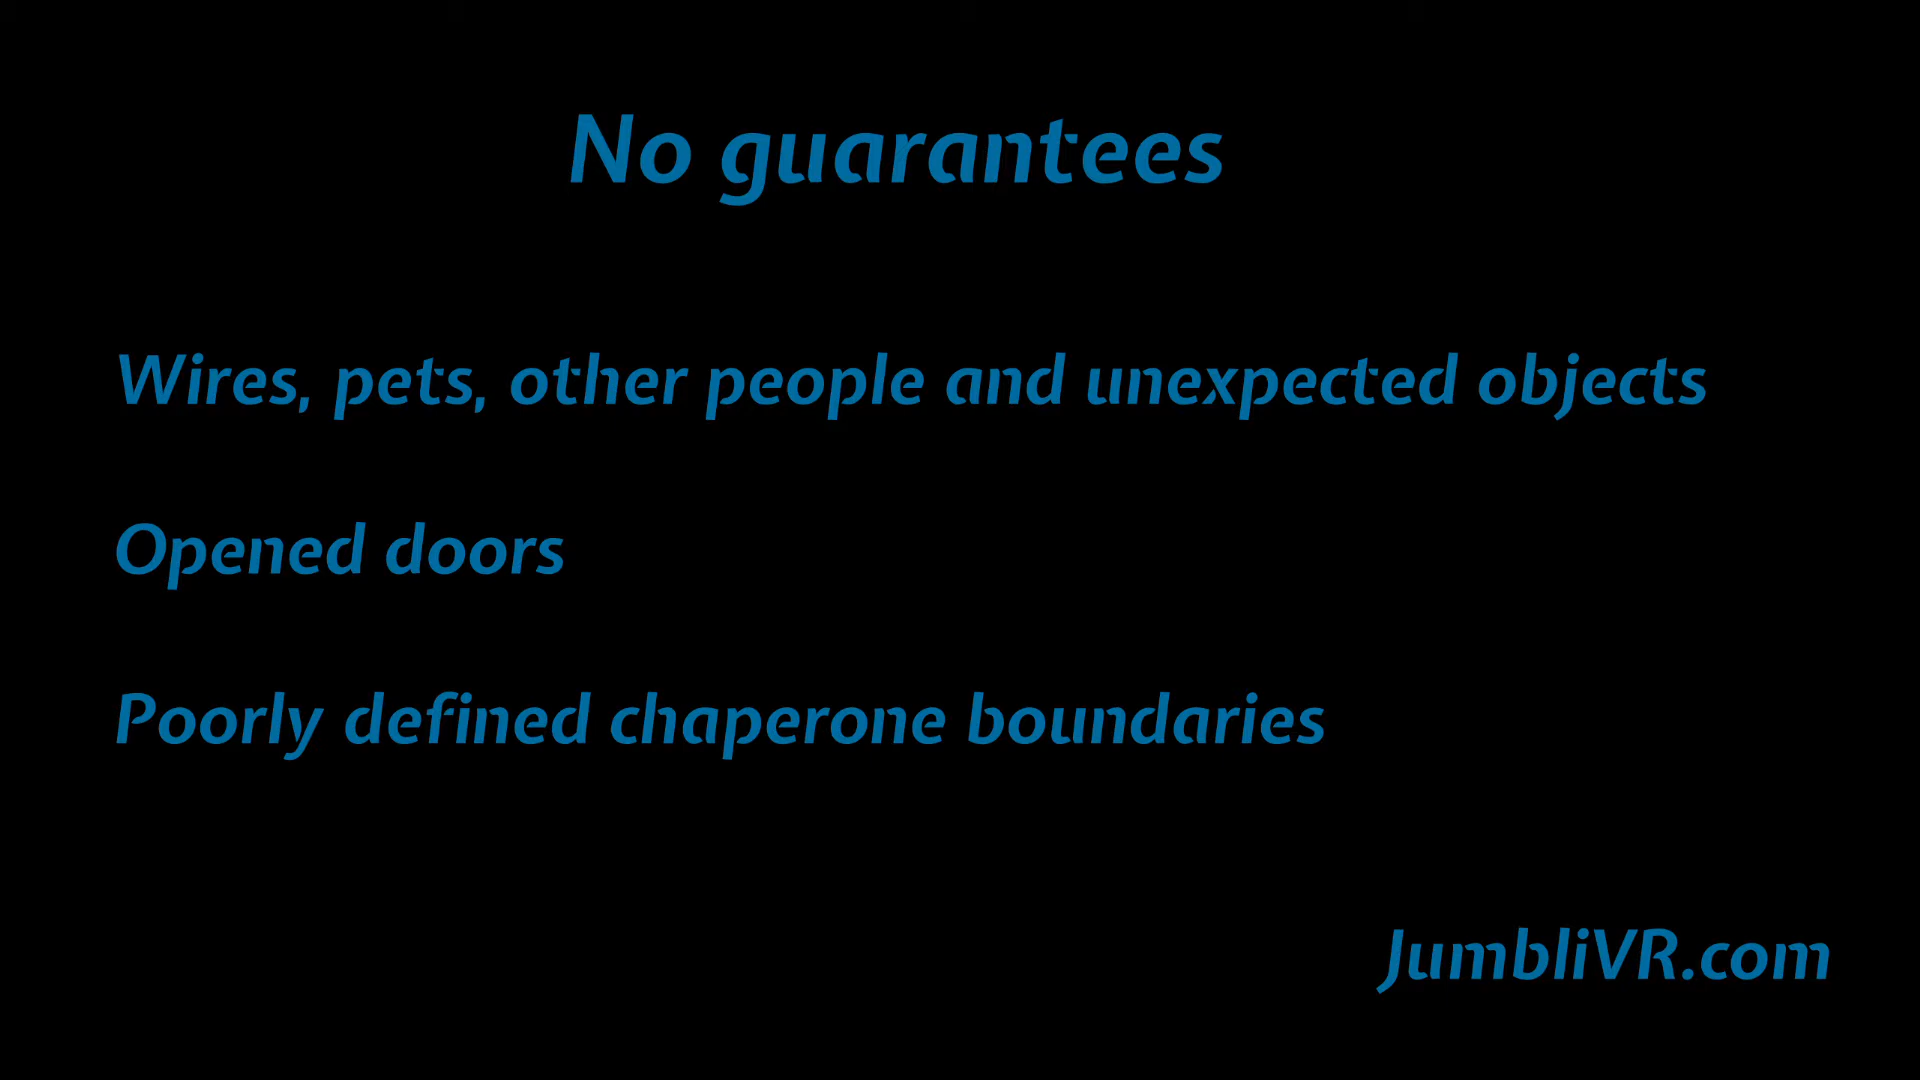 No guarantees
Wires, pets, other people and unexpected objects
Opened doors
Poorly defined chaperone boundaries
JumbliVR.com